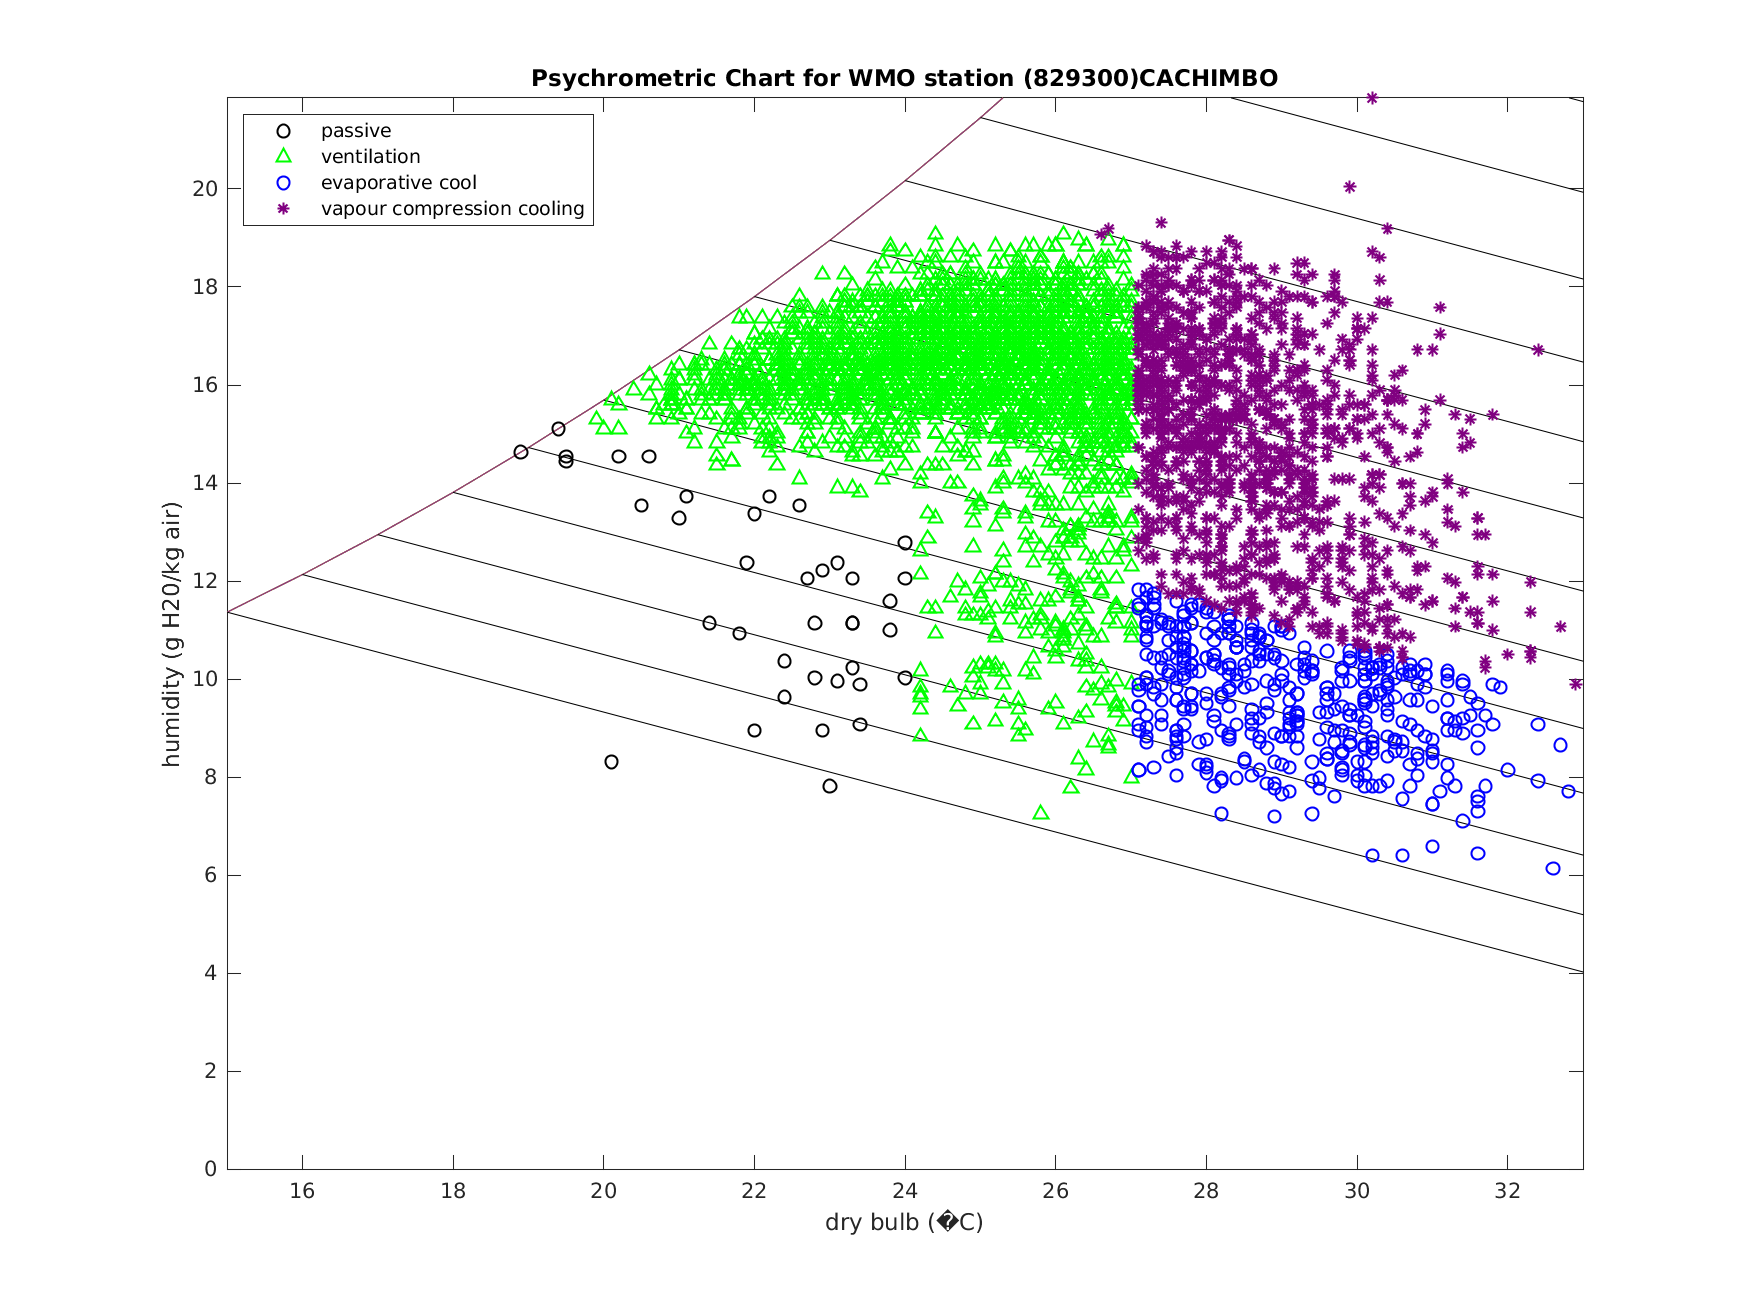 Psychrometric Chart for WMO station (829300)CACHIMBO
passive
ventilation
evaporative cool
vapour compression cooling
humidity (g H20/kg air)
20
18
16
14
12
10
8
6
4
2
0
16 18 20 22 24 26 28 30 32
dry bulb (�C)